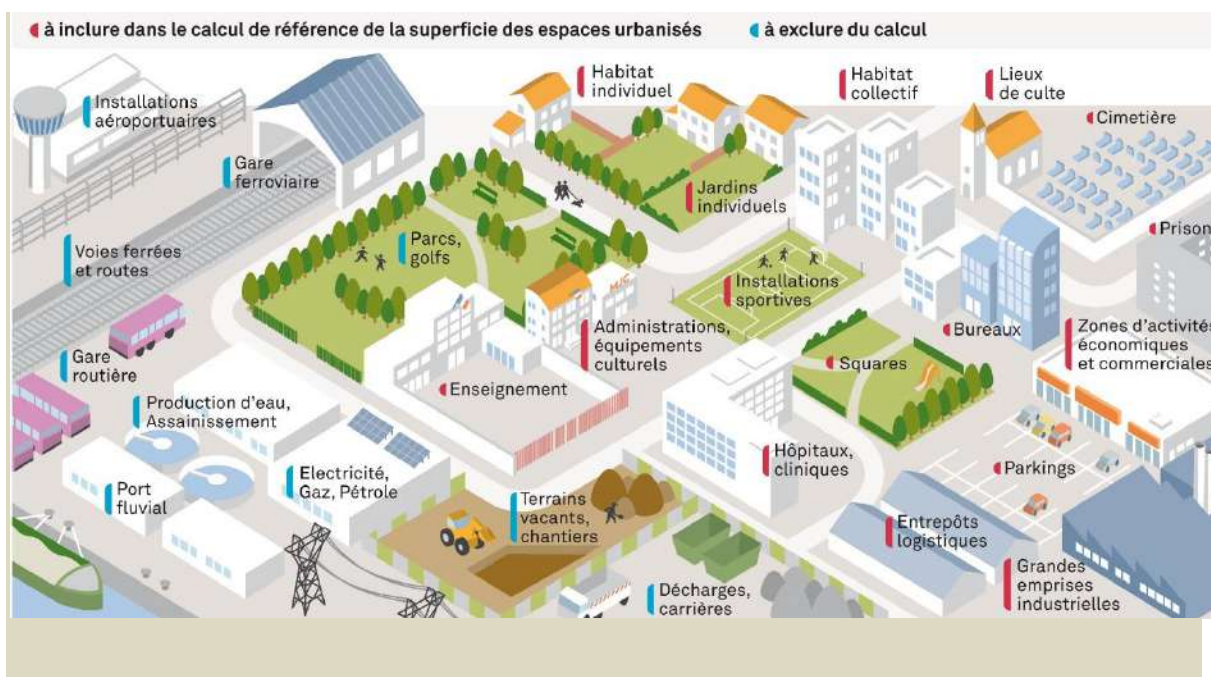 à inclure dans le calcul de référence de la superficie des espaces urbanisés
à exclure du calcul
Installations
aéroportuaires
Habitat
individuel
Habitat
collectif
Lieux
de culte
Cimetière
Gare
ferroviaire
Jardins
individuels
Voies ferrées
et routes
Parcs,
golfs
Prison
Installations
sportives
MJC
Administrations,
équipements
culturels
Bureaux
Zones d'activités
économiques
et commerciales
Gare
routière
Enseignement
Squares
Production d'eau,
Assainissement
Hôpitaux,
cliniques
Parkings
Port
fluvial
Electricité,
Gaz, Pétrole
Terrains
vacants,
chantiers
Entrepôts
logistiques
Décharges,
carrières
Grandes
emprises
industrielles